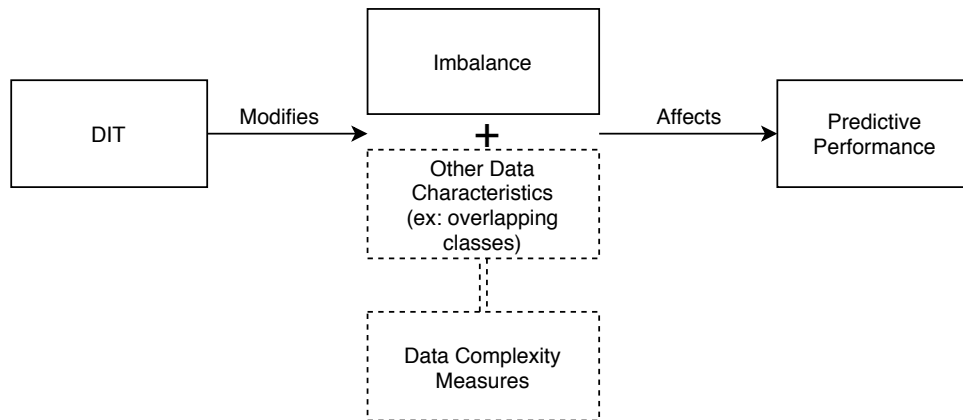 Imbalance
DIT
Modifies
Affects
Predictive
Performance
+
Other Data
Characteristics
(ex: overlapping
classes)
Data Complexity
Measures